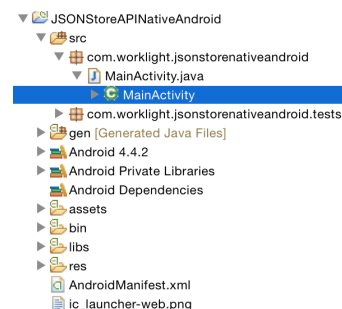 JSONStoreAPINativeAndroid
src
com.worklight.jsonstorenativeandroid
MainActivity.java
MainActivity
com.worklight.jsonstorenativeandroid.tests
gen [Generated Java Files]
Android 4.4.2
Android Private Libraries
Android Dependencies
assets
bin
libs
res
AndroidManifest.xml
ic_launcher-web.png